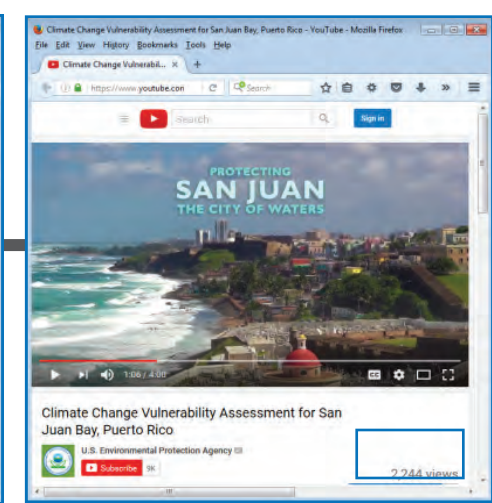 Climate Change Vulnerability Assessment for San Juan Bay, Puerto Rico - YouTube - Mozilla Firefox
File Edit View History Bookmarks Tools Help
Climate Change Vulnerabil... × +
https://www.youtube.con Search
Search Sign in
PROTECTING
SAN JUAN
THE CITY OF WATERS
1:06 / 4:00 CC
Climate Change Vulnerability Assessment for San
Juan Bay, Puerto Rico
U.S. Environmental Protection Agency
Subscribe 9K
2,244 views